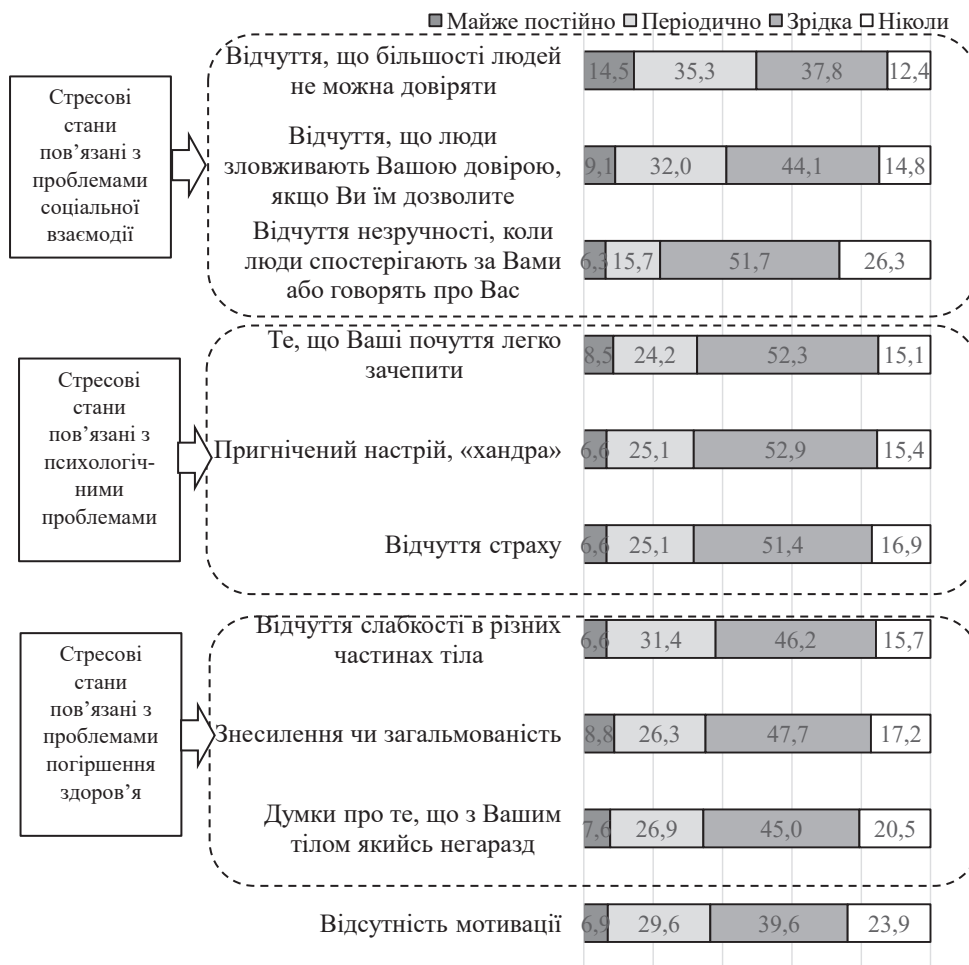 Майже постійно Періодично Зрідка Ніколи
Відчуття, що більшості людей
не можна довіряти
14,5 35,3 37,8 12,4
Стресові
стани
пов’язані з
проблемами
соціальної
взаємодії
Відчуття, що люди
зловживають Вашою довірою,
якщо Ви їм дозволите
9,1 32,0 44,1 14,8
Відчуття незручності, коли
люди спостерігають за Вами
або говорять про Вас
6,3 15,7 51,7 26,3
Те, що Ваші почуття легко
зачепити
8,5 24,2 52,3 15,1
Стресові
стани
пов’язані з
психологіч-
ними
проблемами
Пригнічений настрій, «хандра»
6,6 25,1 52,9 15,4
Відчуття страху
6,6 25,1 51,4 16,9
Відчуття слабкості в різних
частинах тіла
6,6 31,4 46,2 15,7
Стресові
стани
пов’язані з
проблемами
погіршення
здоров’я
Знесилення чи загальмованість
8,8 26,3 47,7 17,2
Думки про те, що з Вашим
тілом якийсь негаразд
7,6 26,9 45,0 20,5
Відсутність мотивації
6,9 29,6 39,6 23,9